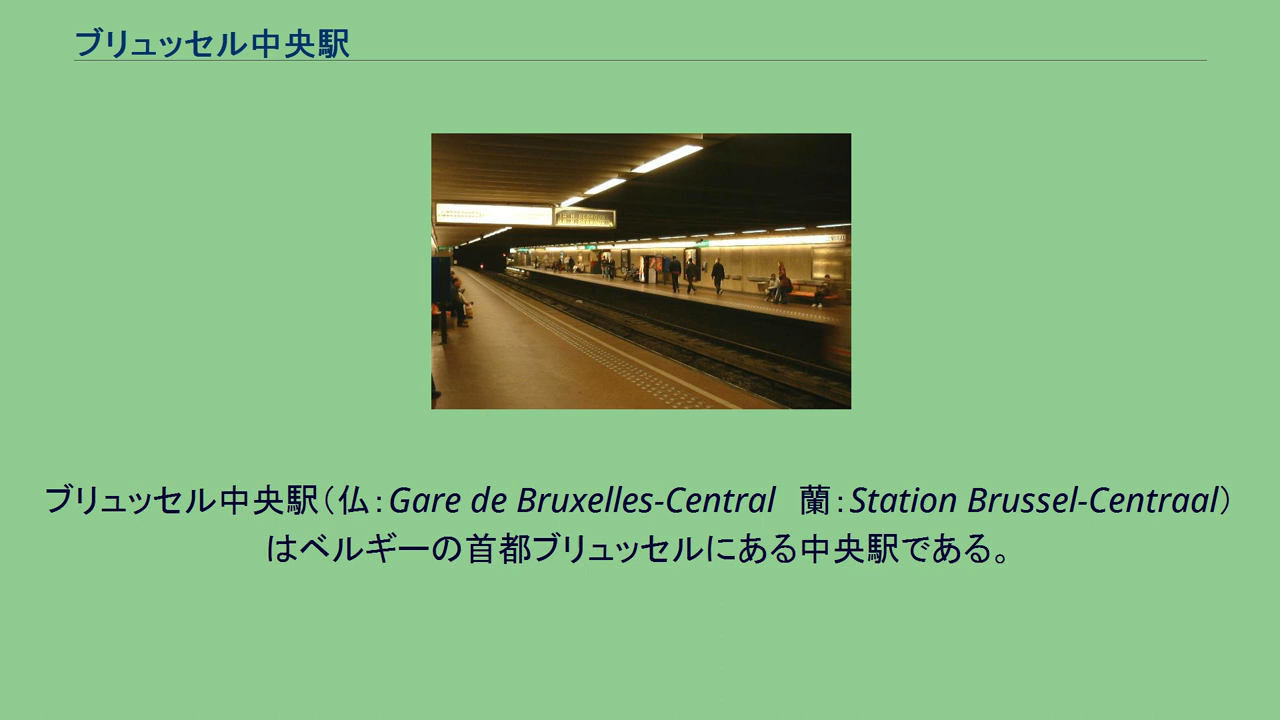 ブリュッセル中央駅
ブリュッセル中央駅（仏：Gare de Bruxelles-Central　蘭：Station Brussel-Centraal）
はベルギーの首都ブリュッセルにある中央駅である。